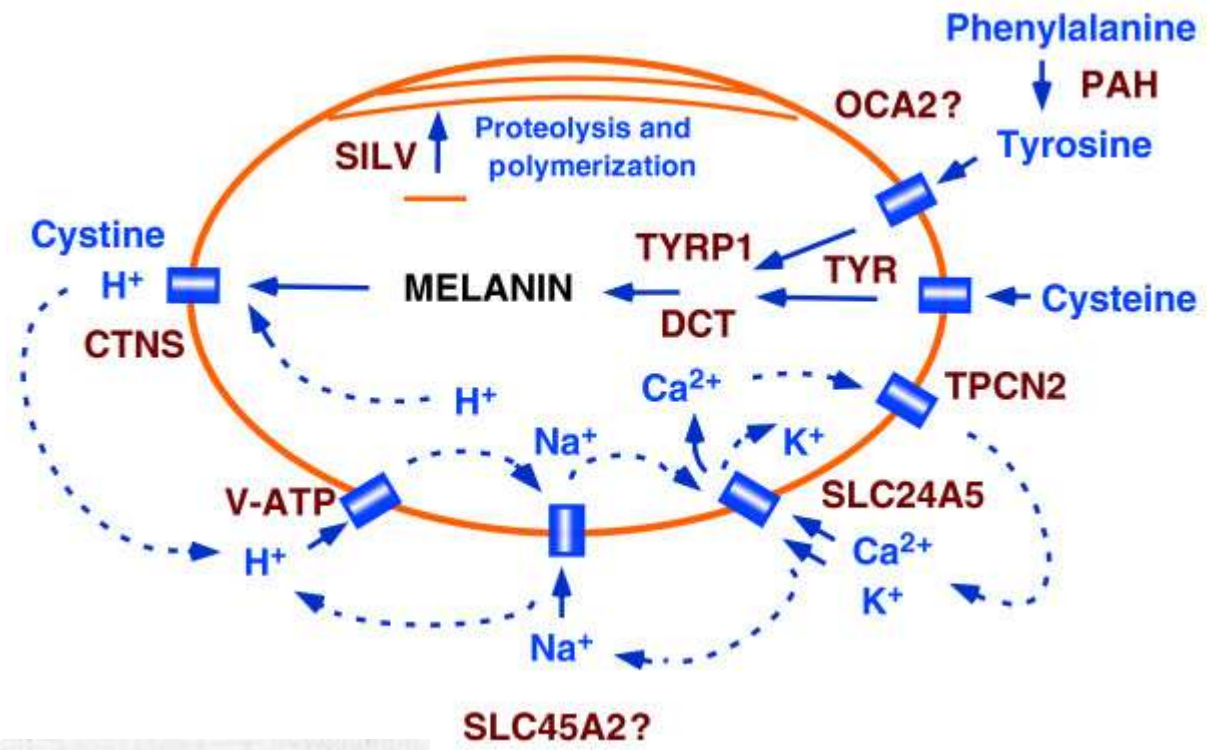 Phenylalanine
PAH
OCA2?
Tyrosine
Proteolysis and
polymerization
SILV
Cystine
H+
CTNS
TYRP1
TYR
MELANIN
DCT
Cysteine
Ca2+
TPCN2
H+
Na+
K+
V-ATP
SLC24A5
H+
Ca2+
K+
Na+
SLC45A2?